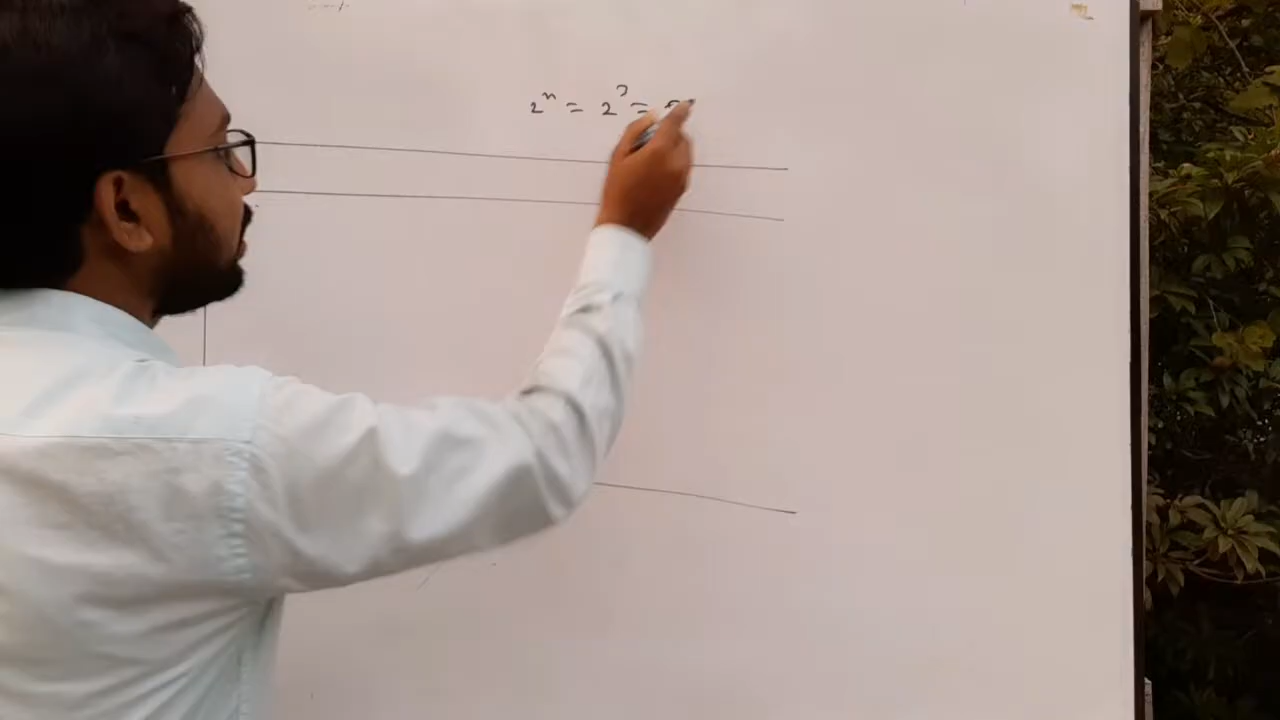 2ⁿ = 2³ =